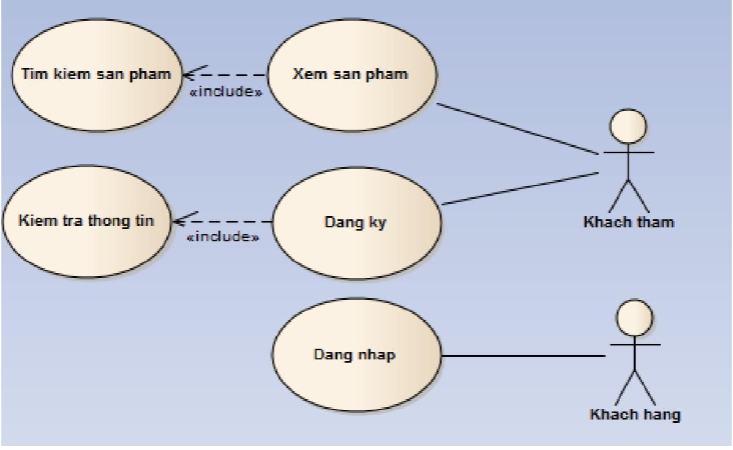 Tim kiem san pham
«include»
Xem san pham
Kiem tra thong tin
«include»
Dang ky
Khach tham
Dang nhap
Khach hang